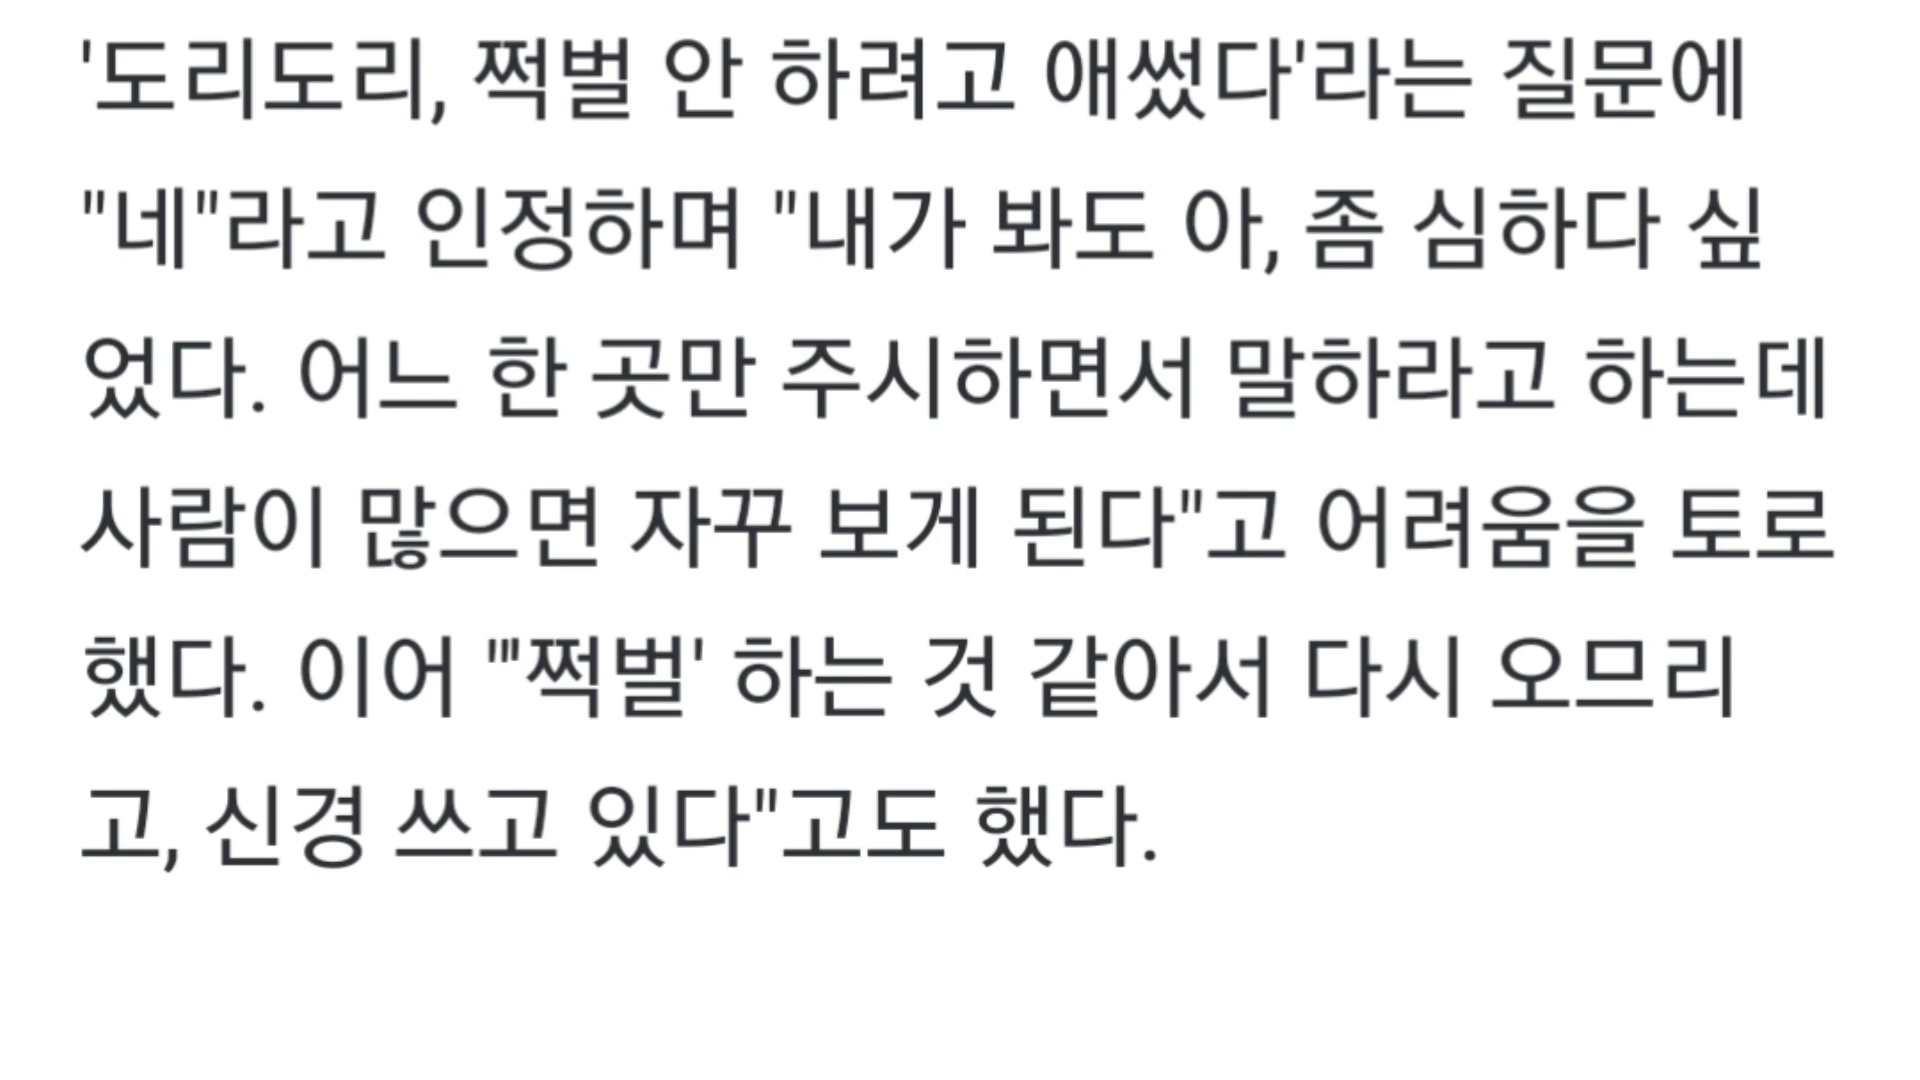 '도리도리, 쩍벌 안 하려고 애썼다'라는 질문에
"네"라고 인정하며 "내가 봐도 아, 좀 심하다 싶
었다. 어느 한 곳만 주시하면서 말하라고 하는데
사람이 많으면 자꾸 보게 된다"고 어려움을 토로
했다. 이어 "'쩍벌' 하는 것 같아서 다시 오므리
고, 신경 쓰고 있다"고도 했다.